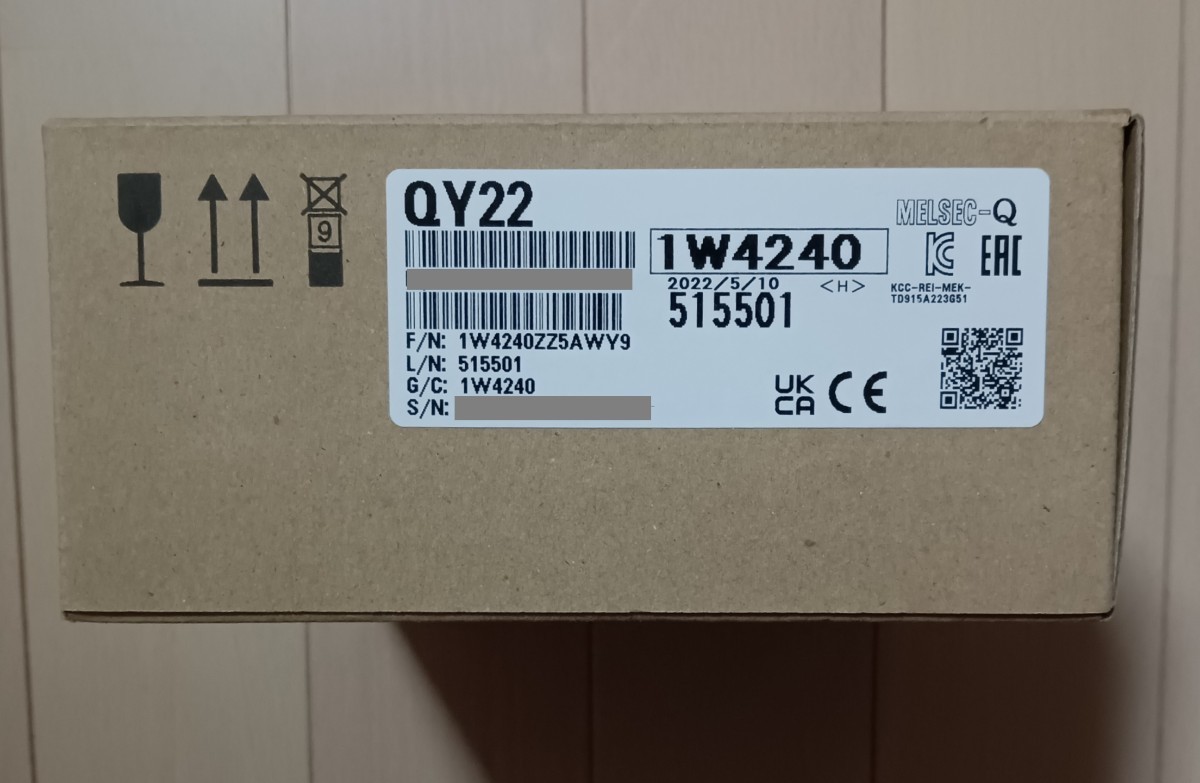 QY22
MELSEC-Q
1W4240
EAC
2022/5/10 <H>
KCC-REI-MEK-
TD915A223G51
515501
F/N: 1W4240ZZ5AWY9
L/N: 515501
G/C: 1W4240
S/N:
UK
CA
CE
9